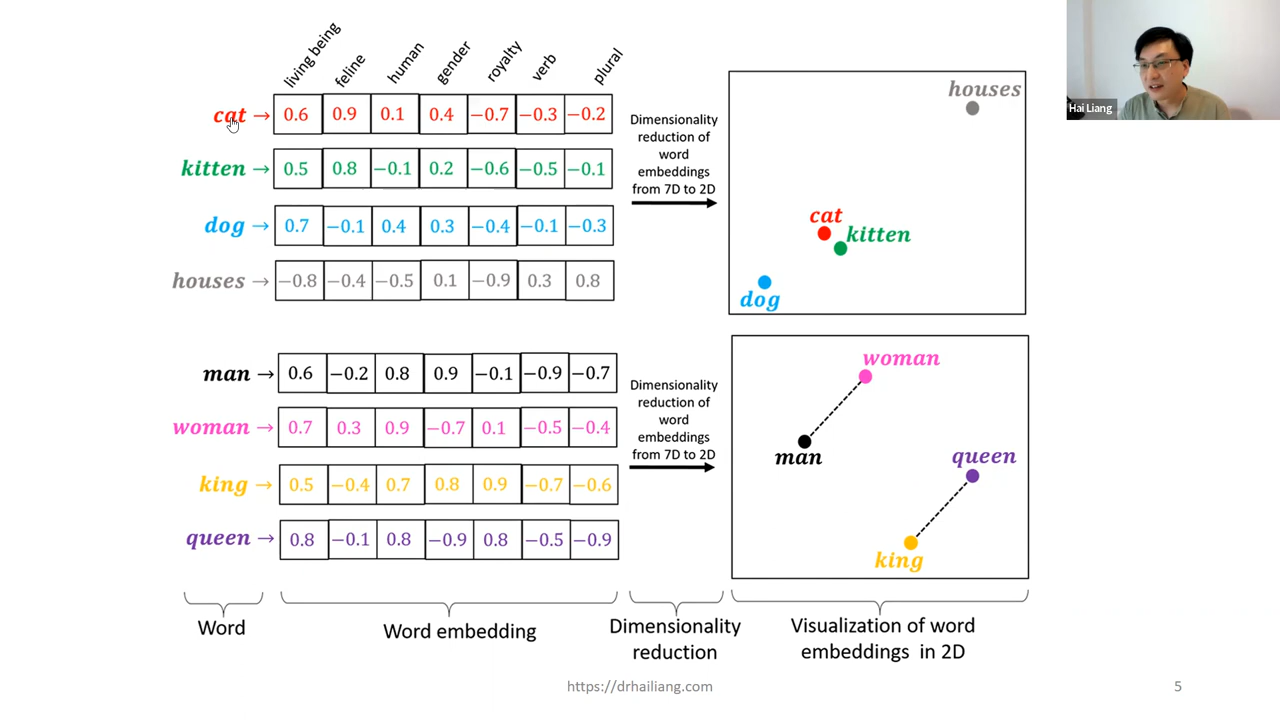 living being feline human gender royalty verb plural
cat → 0.6 0.9 0.1 0.4 −0.7 −0.3 −0.2
kitten → 0.5 0.8 −0.1 0.2 −0.6 −0.5 −0.1
dog → 0.7 −0.1 0.4 0.3 −0.4 −0.1 −0.3
houses → −0.8 −0.4 −0.5 0.1 −0.9 0.3 0.8
Dimensionality
reduction of
word
embeddings
from 7D to 2D
houses
cat
kitten
dog
Hai Liang
man → 0.6 −0.2 0.8 0.9 −0.1 −0.9 −0.7
woman → 0.7 0.3 0.9 −0.7 0.1 −0.5 −0.4
king → 0.5 −0.4 0.7 0.8 0.9 −0.7 −0.6
queen → 0.8 −0.1 0.8 −0.9 0.8 −0.5 −0.9
Dimensionality
reduction of
word
embeddings
from 7D to 2D
woman
man
queen
king
Word
Word embedding
Dimensionality
reduction
Visualization of word
embeddings in 2D
https://drhailiang.com
5